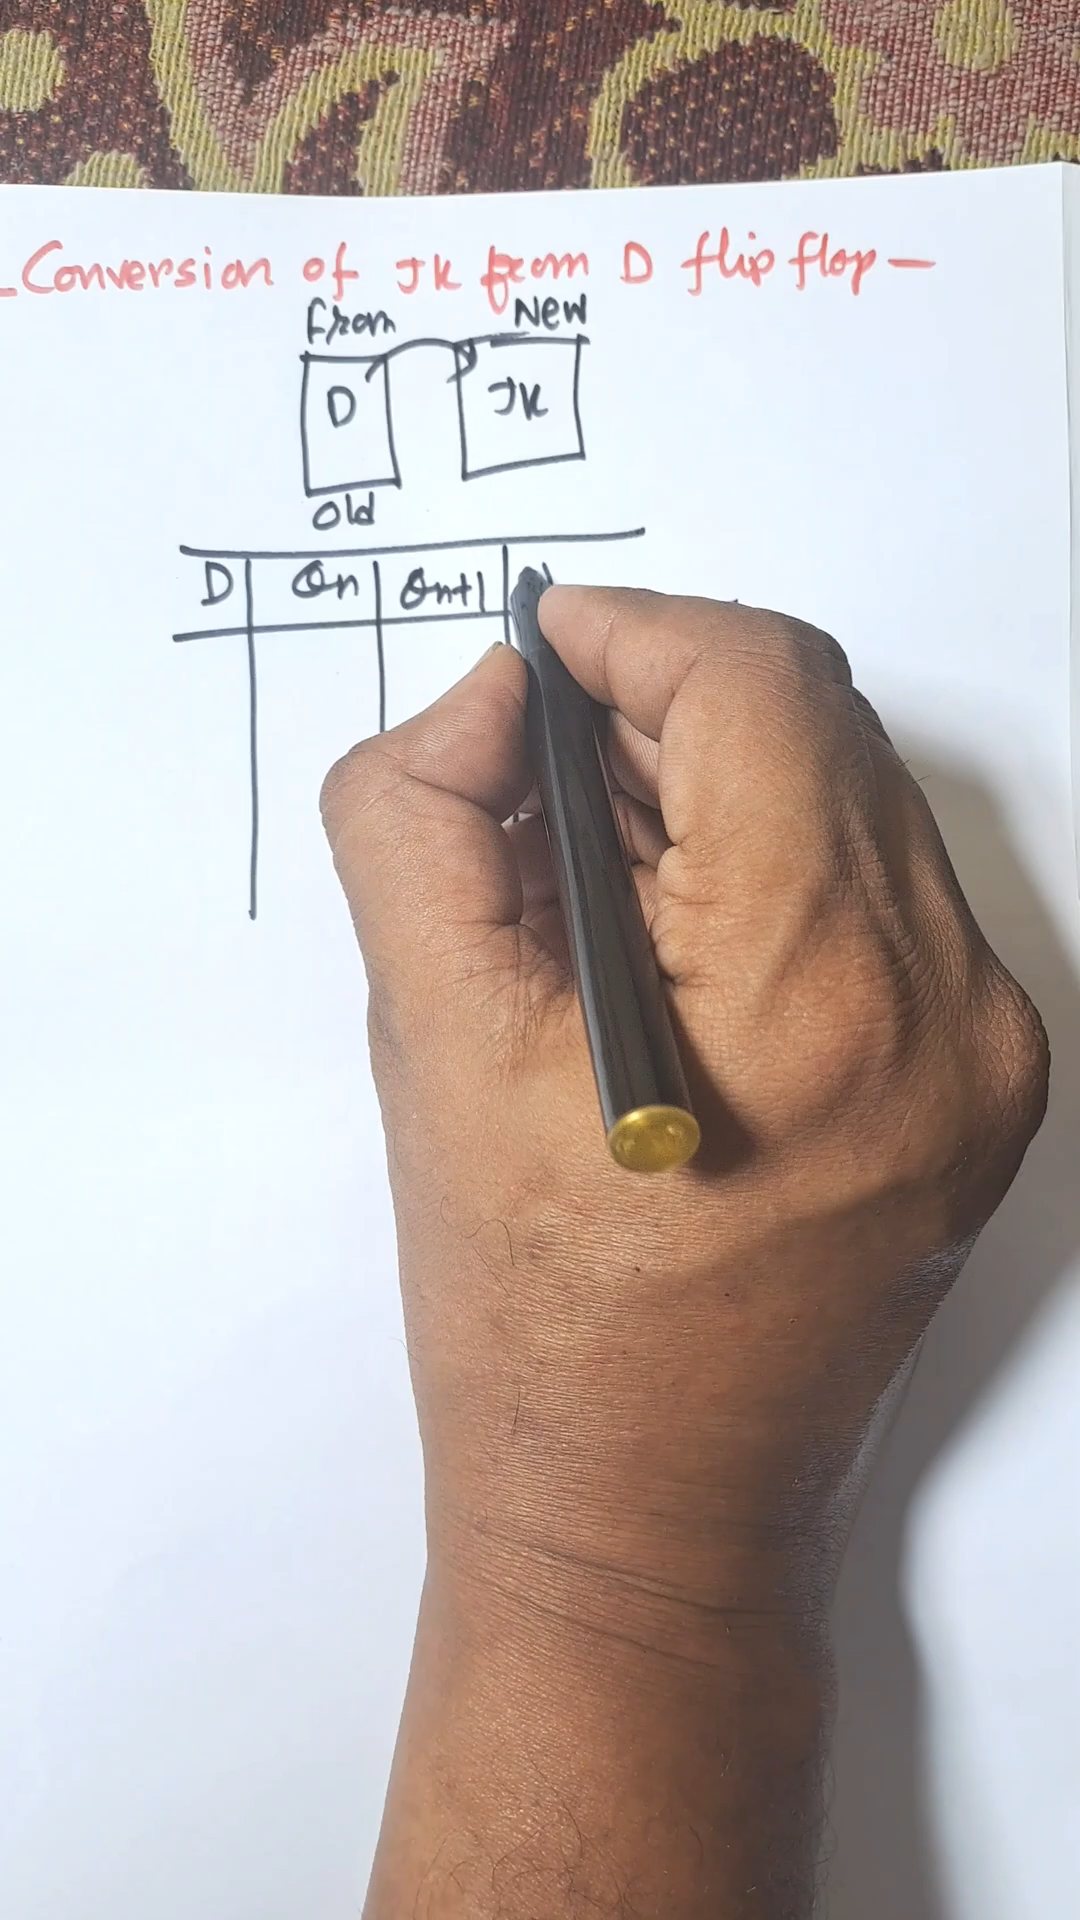 Conversion of JK from D flip flop —
From New
D JK
Old
D Qn Qn+1